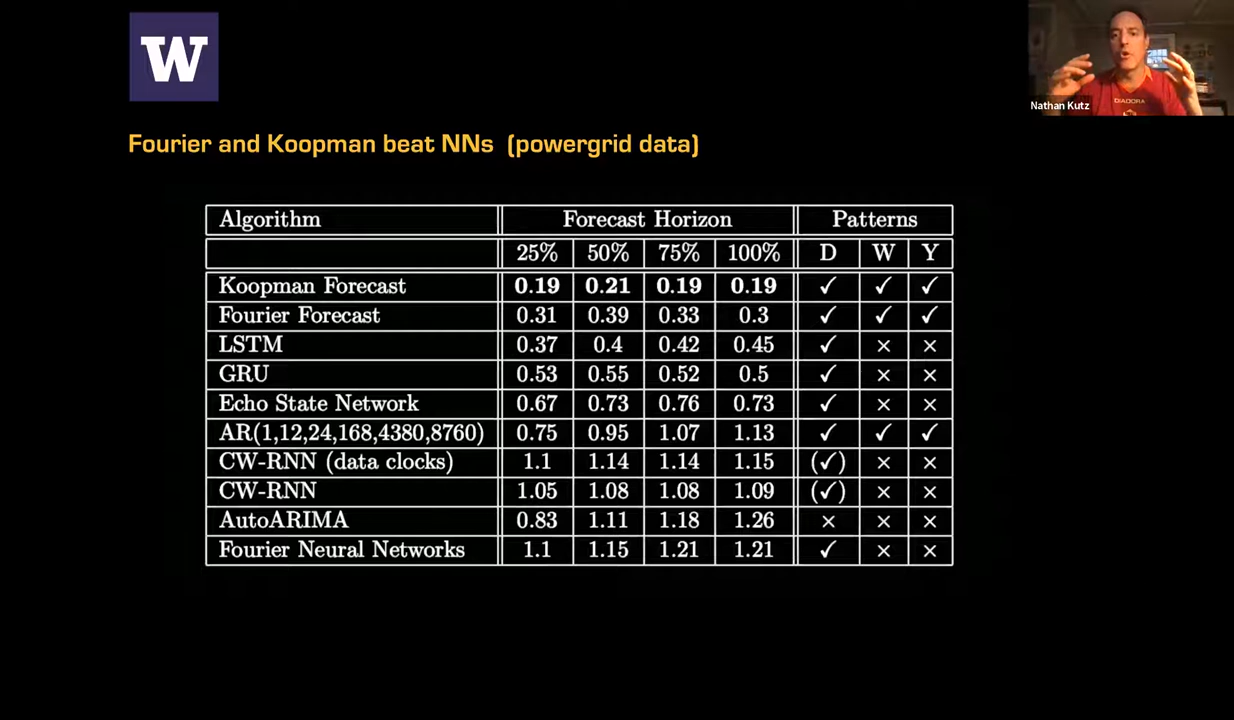 W
Nathan Kutz
DIADORA
Fourier and Koopman beat NNs (powergrid data)
Algorithm Forecast Horizon Patterns
25% 50% 75% 100% D W Y
Koopman Forecast 0.19 0.21 0.19 0.19 ✓ ✓ ✓
Fourier Forecast 0.31 0.39 0.33 0.3 ✓ ✓ ✓
LSTM 0.37 0.4 0.42 0.45 ✓ × ×
GRU 0.53 0.55 0.52 0.5 ✓ × ×
Echo State Network 0.67 0.73 0.76 0.73 ✓ × ×
AR(1,12,24,168,4380,8760) 0.75 0.95 1.07 1.13 ✓ ✓ ✓
CW-RNN (data clocks) 1.1 1.14 1.14 1.15 (✓) × ×
CW-RNN 1.05 1.08 1.08 1.09 (✓) × ×
AutoARIMA 0.83 1.11 1.18 1.26 × × ×
Fourier Neural Networks 1.1 1.15 1.21 1.21 ✓ × ×